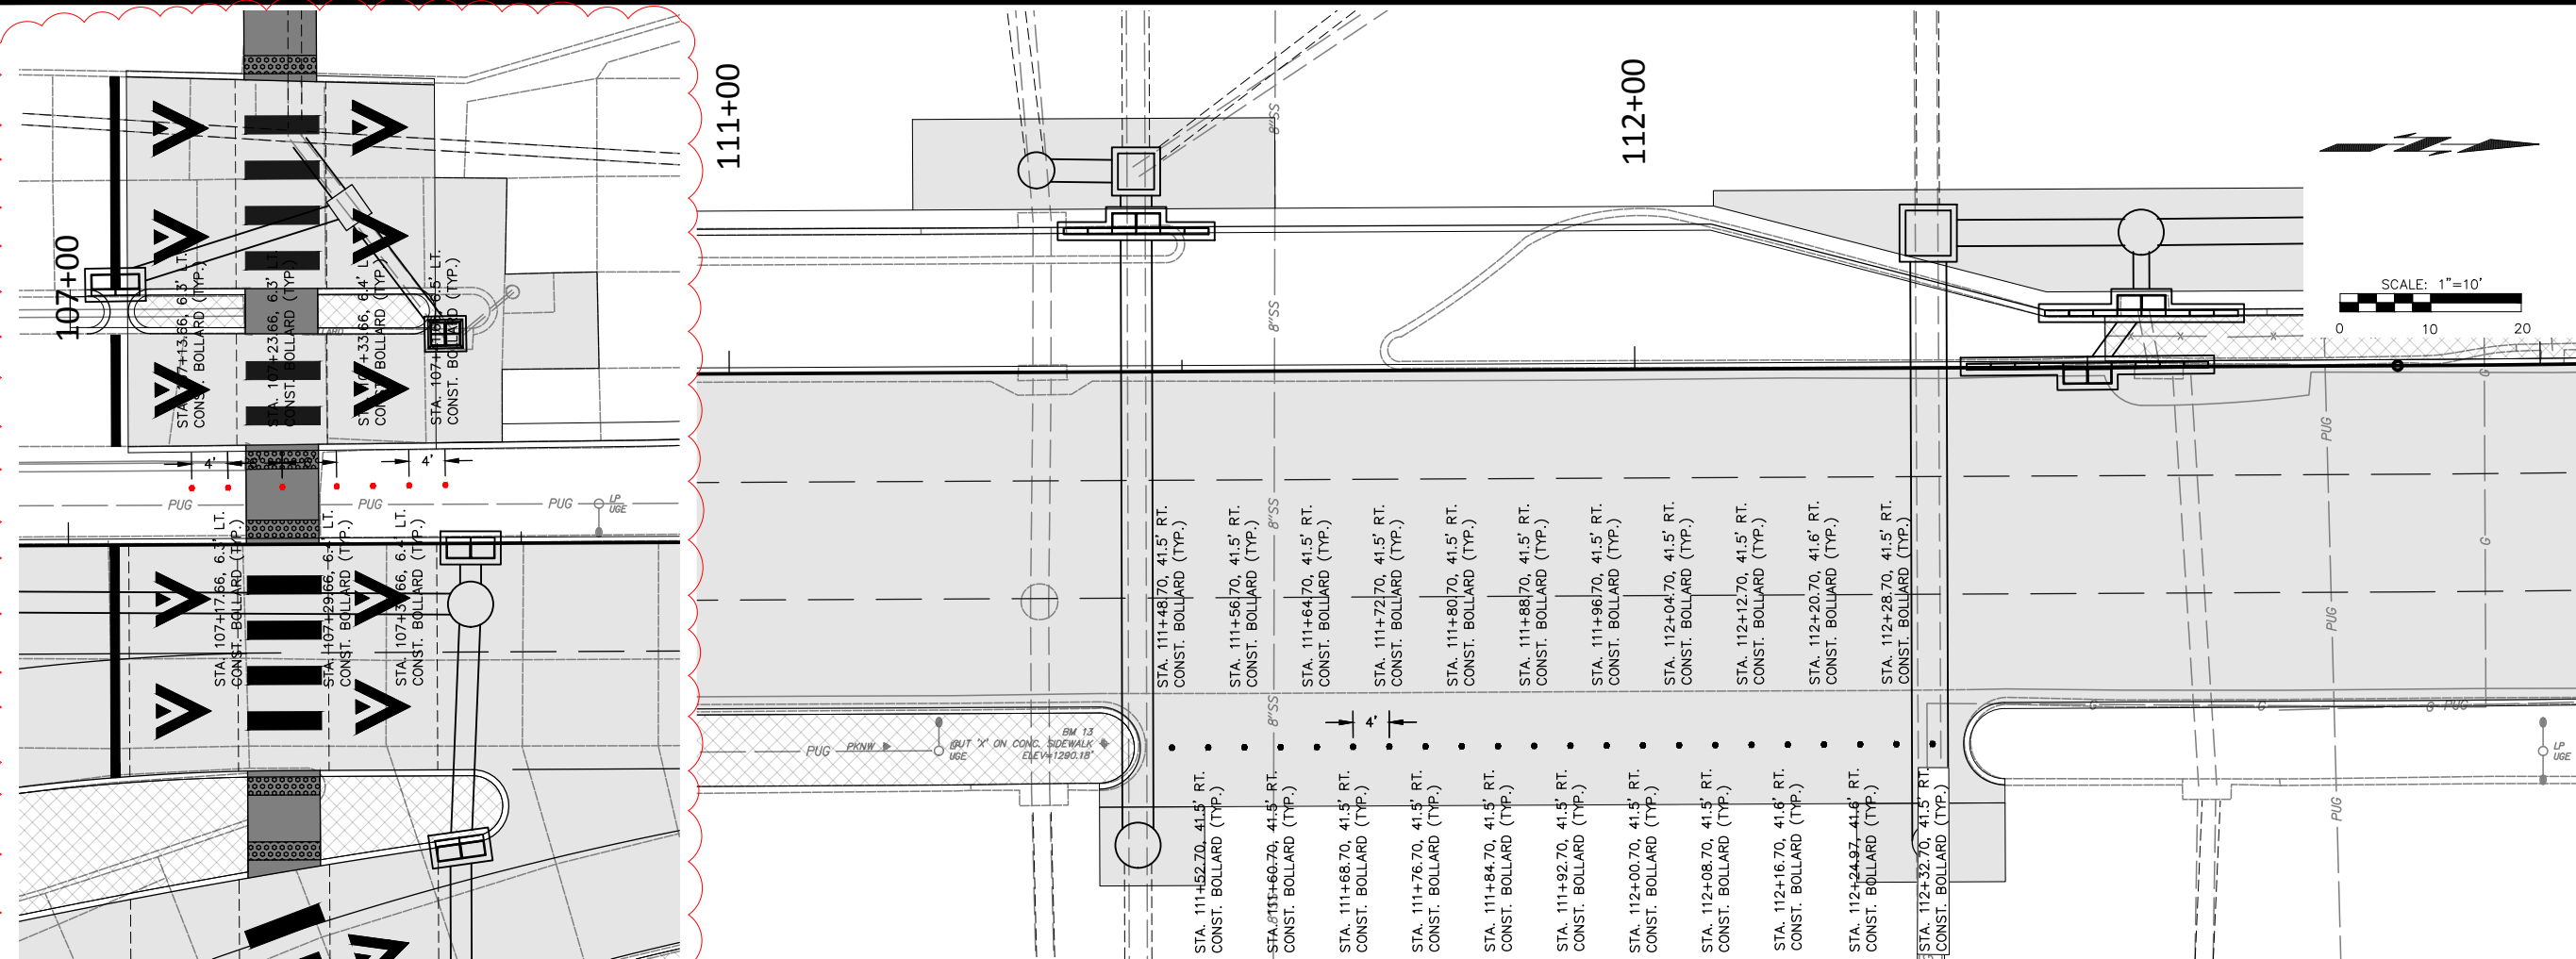 107+00
111+00
112+00
SCALE: 1"=10'
0 10 20
8"SS
8"SS
8"SS
8"SS
STA. 107+13.66, 6.3' LT.
CONST. BOLLARD (TYP.)
STA. 107+23.66, 6.3' LT.
CONST. BOLLARD (TYP.)
CONST. BOLLARD (TYP.)
CONST. BOLLARD (TYP.)
4'
4'
PUG
PUG
PUG
LP
UGE
STA. 107+17.66, 6.3' LT.
CONST. BOLLARD (TYP.)
STA. 107+29.66, 6.4' LT.
CONST. BOLLARD (TYP.)
CONST. BOLLARD (TYP.)
STA. 111+48.70, 41.5' RT.
CONST. BOLLARD (TYP.)
STA. 111+56.70, 41.5' RT.
CONST. BOLLARD (TYP.)
STA. 111+64.70, 41.5' RT.
CONST. BOLLARD (TYP.)
STA. 111+72.70, 41.5' RT.
CONST. BOLLARD (TYP.)
STA. 111+80.70, 41.5' RT.
CONST. BOLLARD (TYP.)
STA. 111+88.70, 41.5' RT.
CONST. BOLLARD (TYP.)
STA. 111+96.70, 41.5' RT.
CONST. BOLLARD (TYP.)
STA. 112+04.70, 41.5' RT.
CONST. BOLLARD (TYP.)
STA. 112+12.70, 41.5' RT.
CONST. BOLLARD (TYP.)
STA. 112+20.70, 41.6' RT.
CONST. BOLLARD (TYP.)
STA. 112+28.70, 41.5' RT.
CONST. BOLLARD (TYP.)
4'
PUG
PKNW
UGE
BM 13
CUT 'X' ON CONC. SIDEWALK
ELEV=1290.18'
STA. 111+52.70, 41.5' RT.
CONST. BOLLARD (TYP.)
STA. 111+60.70, 41.5' RT.
CONST. BOLLARD (TYP.)
STA. 111+68.70, 41.5' RT.
CONST. BOLLARD (TYP.)
STA. 111+76.70, 41.5' RT.
CONST. BOLLARD (TYP.)
STA. 111+84.70, 41.5' RT.
CONST. BOLLARD (TYP.)
STA. 111+92.70, 41.5' RT.
CONST. BOLLARD (TYP.)
STA. 112+00.70, 41.5' RT.
CONST. BOLLARD (TYP.)
STA. 112+08.70, 41.5' RT.
CONST. BOLLARD (TYP.)
STA. 112+16.70, 41.6' RT.
CONST. BOLLARD (TYP.)
STA. 112+24.97, 41.6' RT.
CONST. BOLLARD (TYP.)
STA. 112+32.70, 41.5' RT.
CONST. BOLLARD (TYP.)
PUG
PUG
PUG
G
G
G
G
G
PUG
LP
UGE